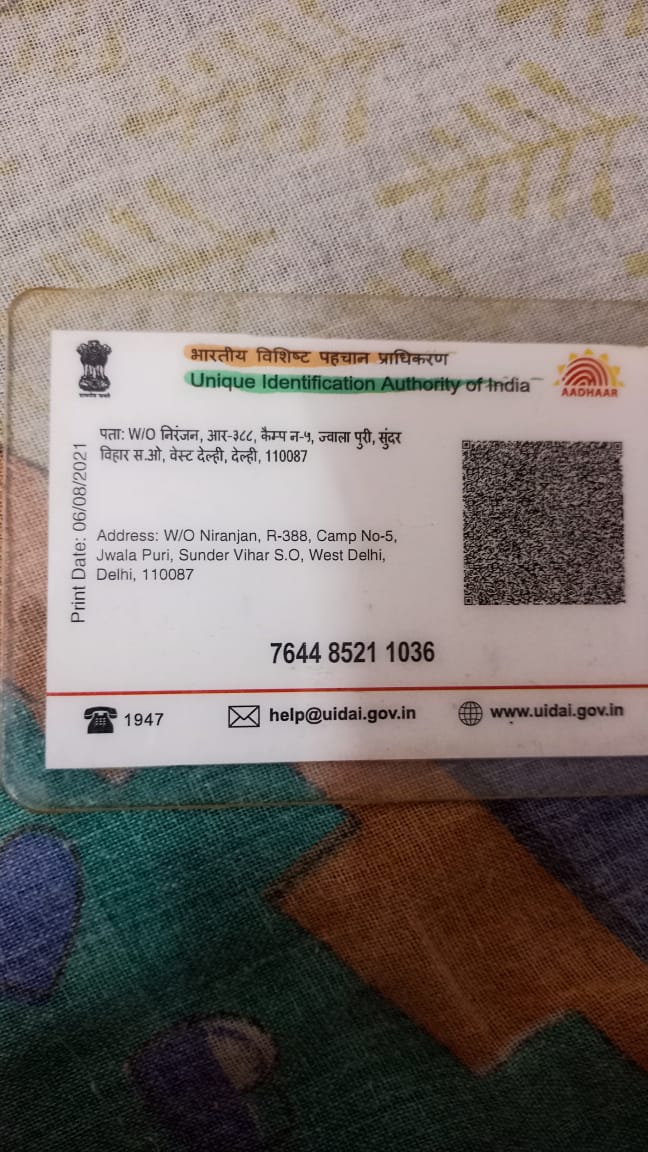 भारतीय विशिष्ट पहचान प्राधिकरण
Unique Identification Authority of India
AADHAAR
Print Date: 06/08/2021
पता: W/O निरंजन, आर-३८८, कैम्प न-५, ज्वाला पुरी, सुंदर
विहार स.ओ, वेस्ट देल्ही, देल्ही, 110087
Address: W/O Niranjan, R-388, Camp No-5,
Jwala Puri, Sunder Vihar S.O, West Delhi,
Delhi, 110087
7644 8521 1036
1947
help@uidai.gov.in
www.uidai.gov.in